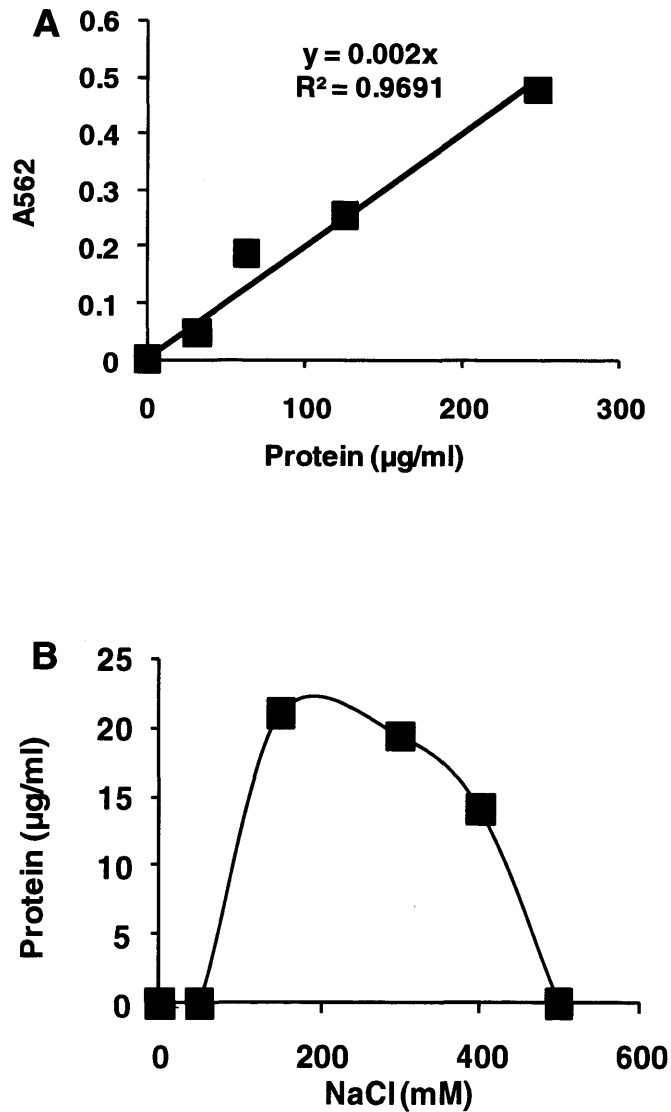 A
0.6
0.5
0.4
0.3
0.2
0.1
0
A562
y = 0.002x
R² = 0.9691
0 100 200 300
Protein (µg/ml)
B
25
20
15
10
5
0
Protein (µg/ml)
0 200 400 600
NaCl (mM)